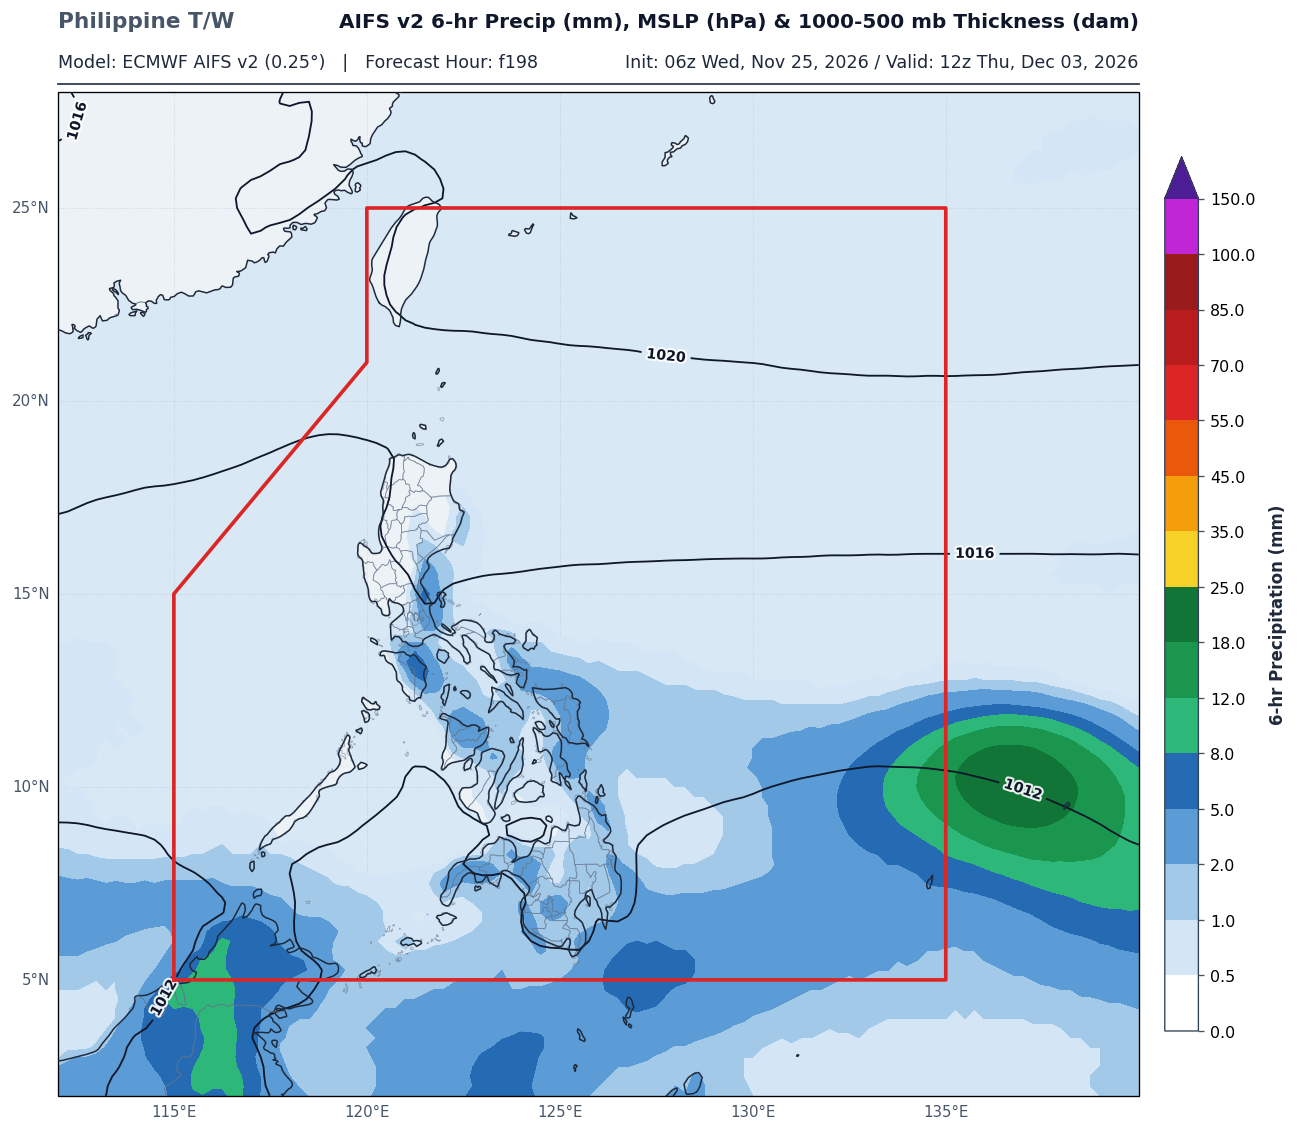 Philippine T/W
AIFS v2 6-hr Precip (mm), MSLP (hPa) & 1000-500 mb Thickness (dam)
Model: ECMWF AIFS v2 (0.25°) | Forecast Hour: f198
Init: 06z Wed, Nov 25, 2026 / Valid: 12z Thu, Dec 03, 2026
1016
25°N
1020
20°N
1016
15°N
10°N
1012
5°N
1012
115°E
120°E
125°E
130°E
135°E
150.0
100.0
85.0
70.0
55.0
45.0
35.0
25.0
18.0
12.0
8.0
5.0
2.0
1.0
0.5
0.0
6-hr Precipitation (mm)